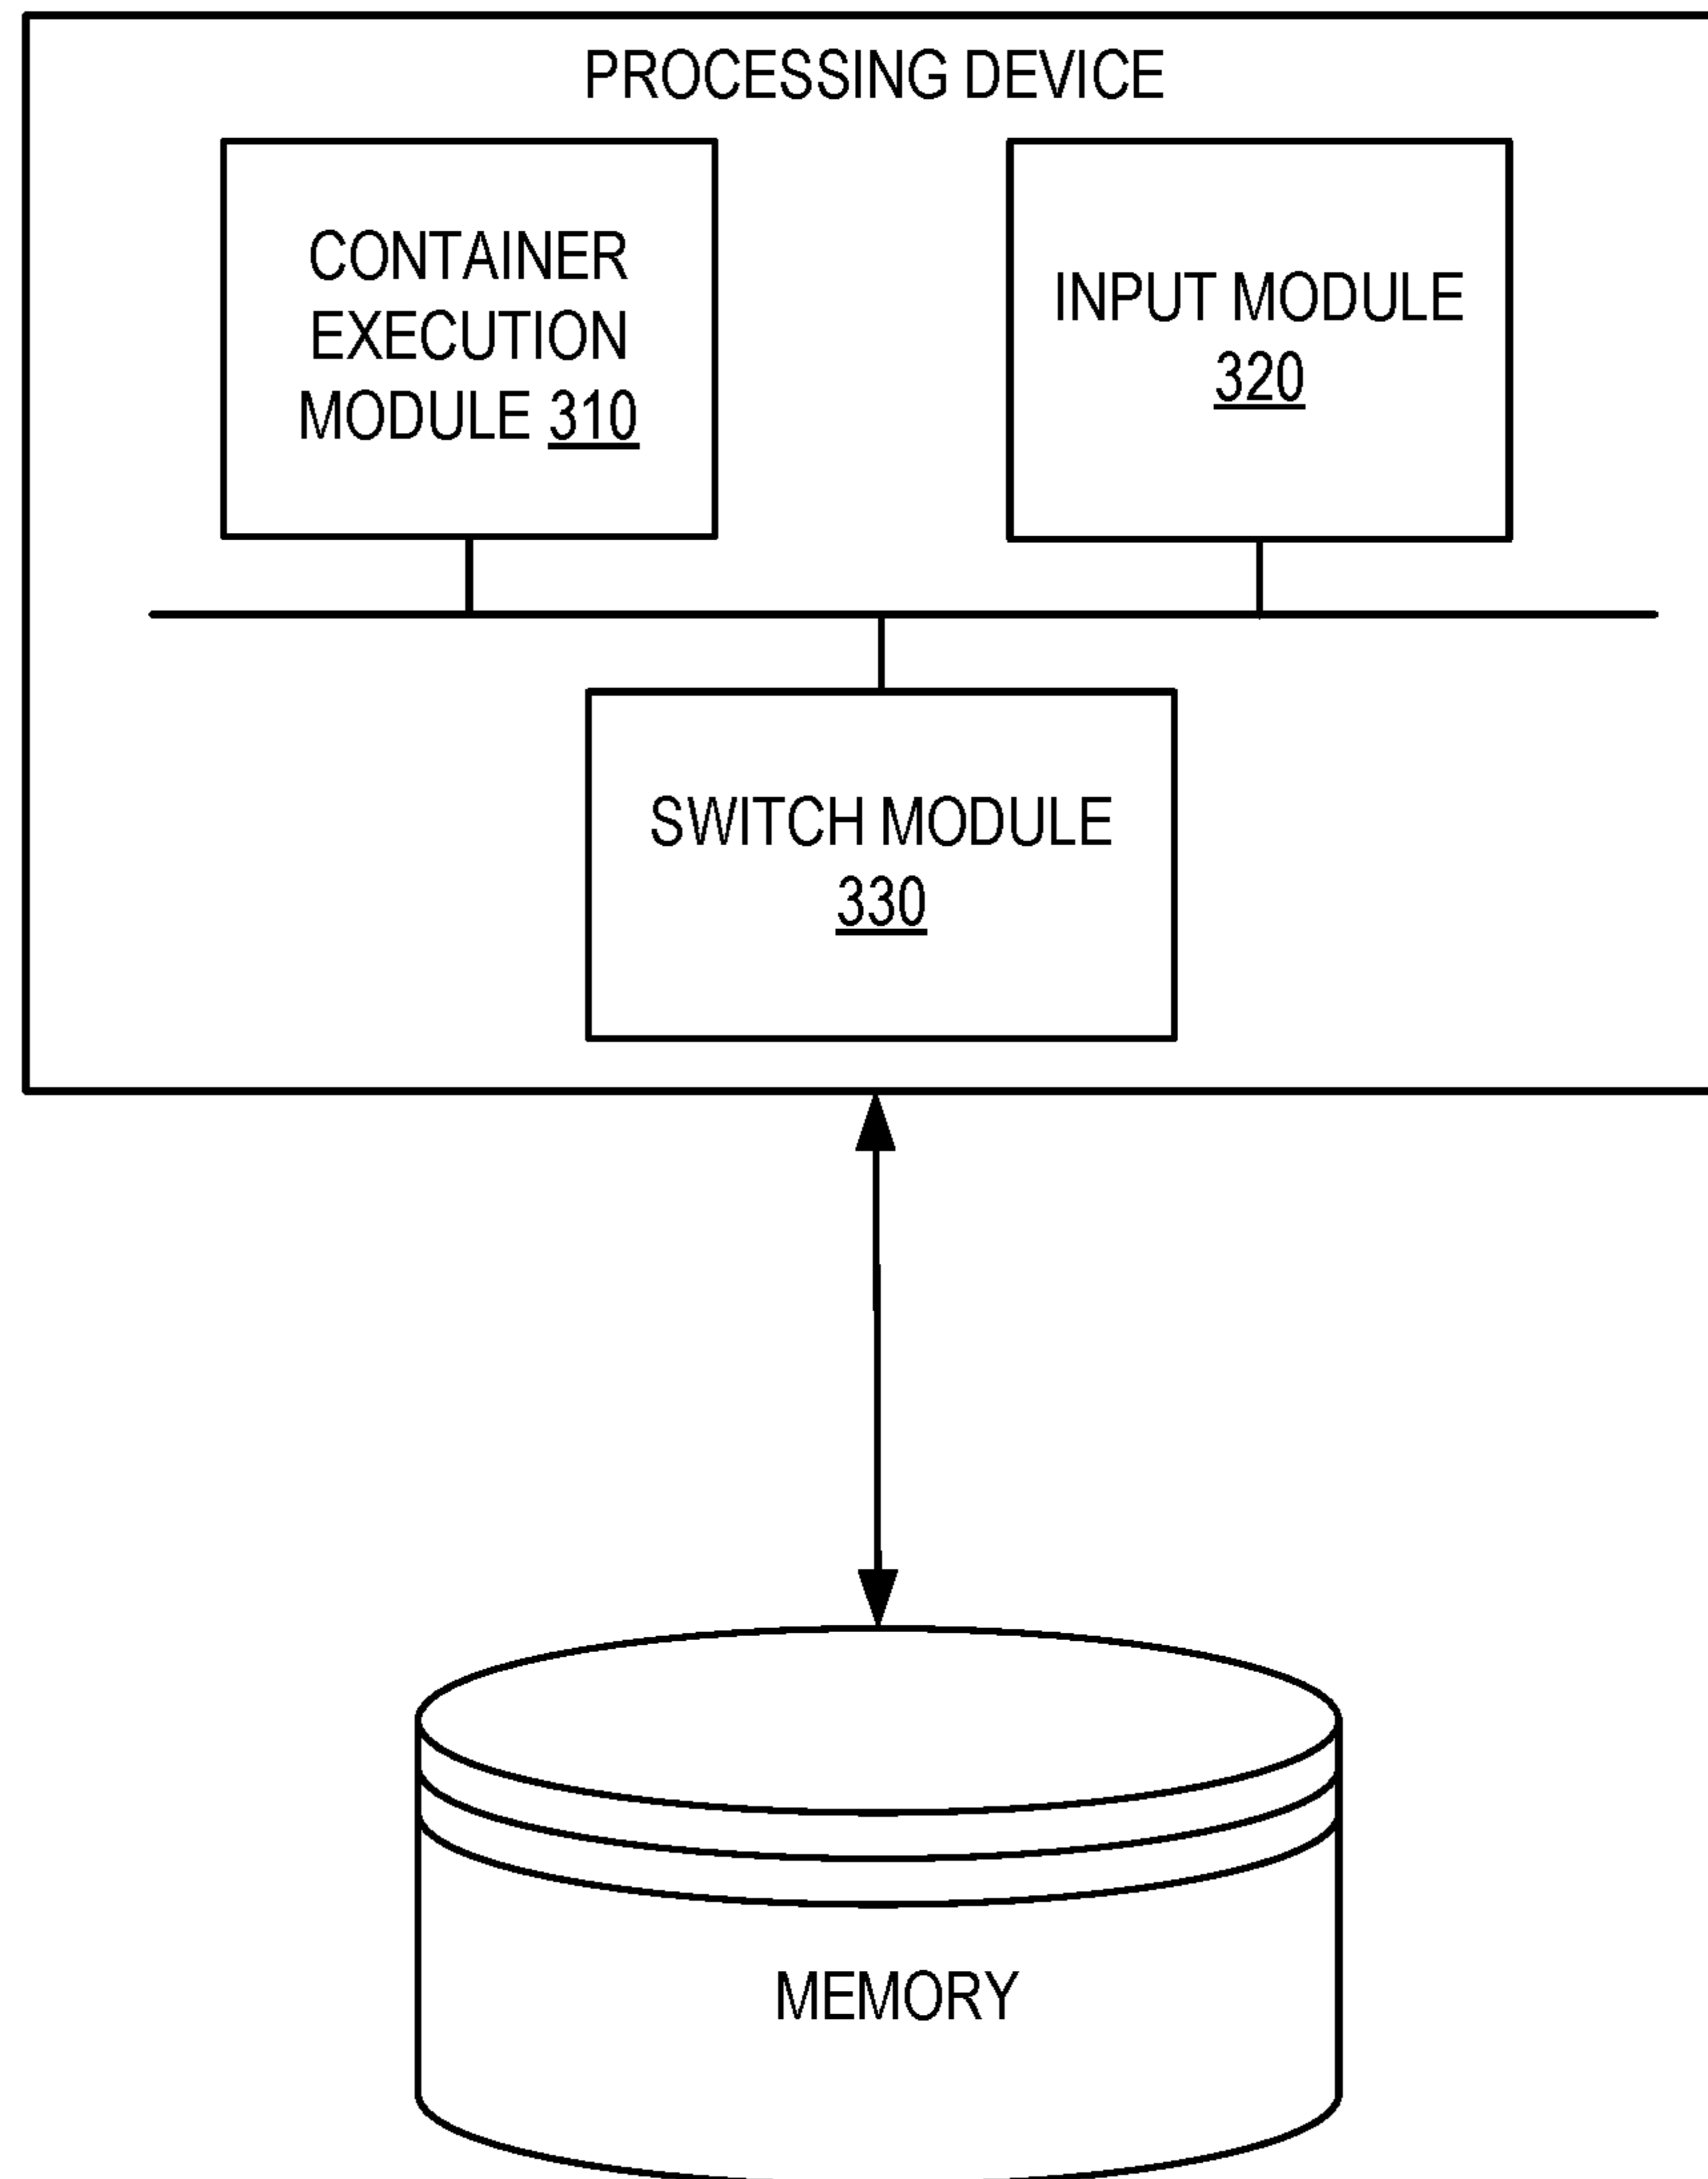 PROCESSING DEVICE
CONTAINER
EXECUTION
MODULE 310
INPUT MODULE
320
SWITCH MODULE
330
MEMORY